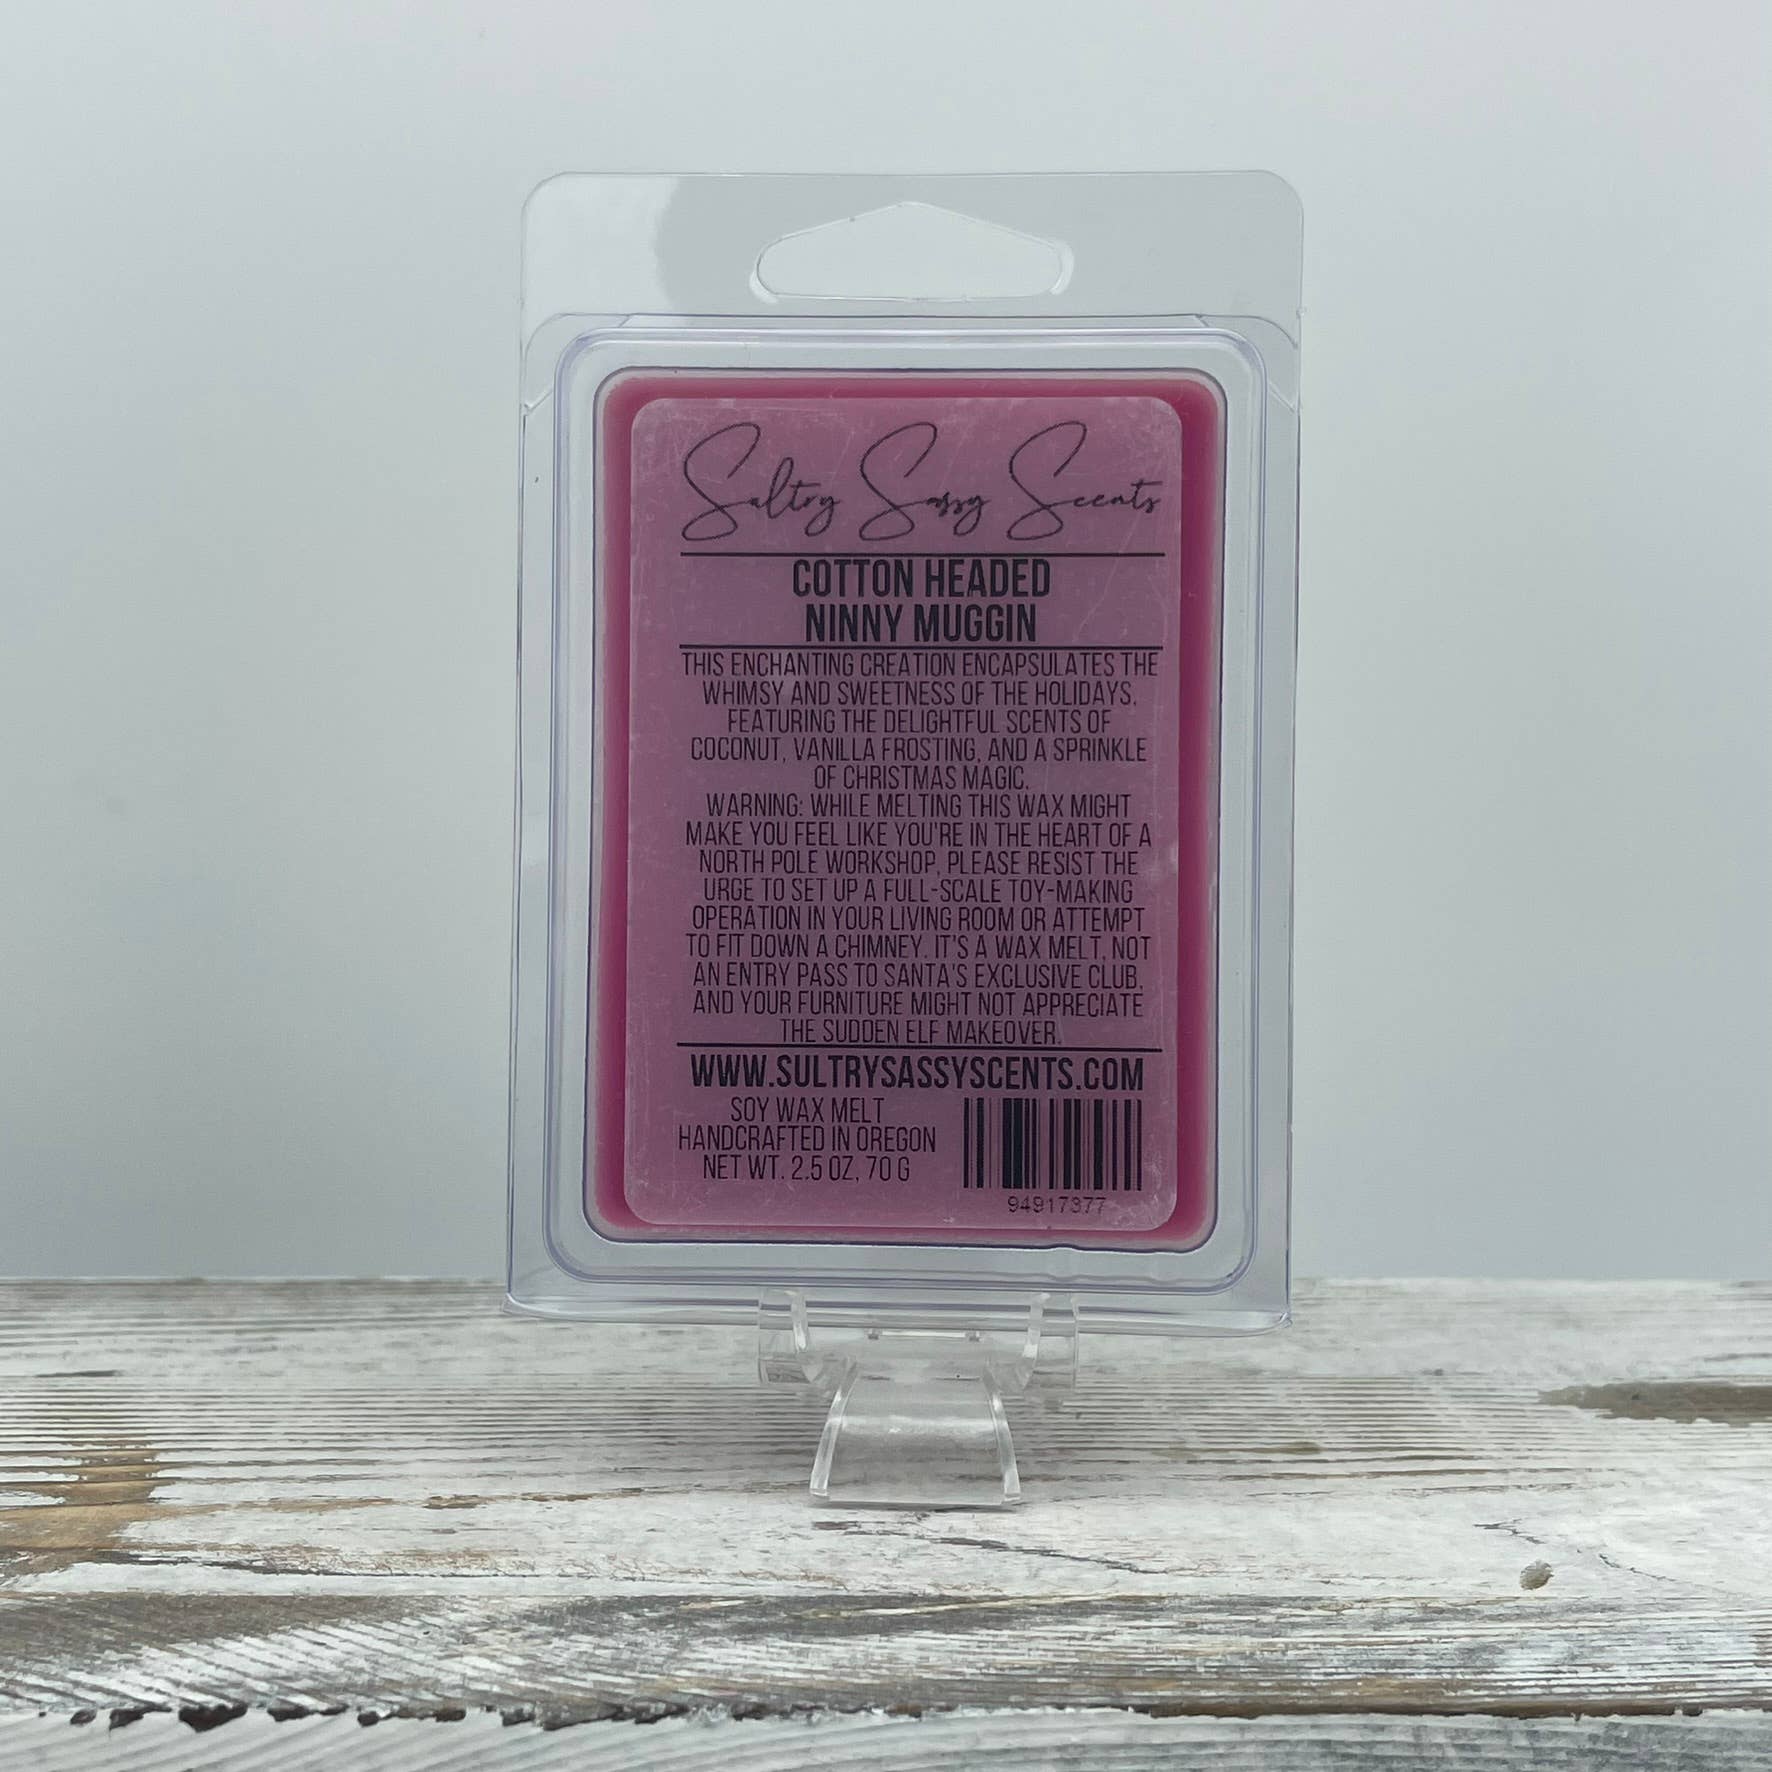 Sultry Sassy Scents
COTTON HEADED
NINNY MUGGIN
THIS ENCHANTING CREATION ENCAPSULATES THE
WHIMSY AND SWEETNESS OF THE HOLIDAYS,
FEATURING THE DELIGHTFUL SCENTS OF
COCONUT, VANILLA FROSTING, AND A SPRINKLE
OF CHRISTMAS MAGIC.
WARNING: WHILE MELTING THIS WAX MIGHT
MAKE YOU FEEL LIKE YOU'RE IN THE HEART OF A
NORTH POLE WORKSHOP, PLEASE RESIST THE
URGE TO SET UP A FULL-SCALE TOY-MAKING
OPERATION IN YOUR LIVING ROOM OR ATTEMPT
TO FIT DOWN A CHIMNEY. IT'S A WAX MELT, NOT
AN ENTRY PASS TO SANTA'S EXCLUSIVE CLUB,
AND YOUR FURNITURE MIGHT NOT APPRECIATE
THE SUDDEN ELF MAKEOVER.
WWW.SULTRYSASSYSCENTS.COM
SOY WAX MELT
HANDCRAFTED IN OREGON
NET WT. 2.5 OZ, 70 G
94917377